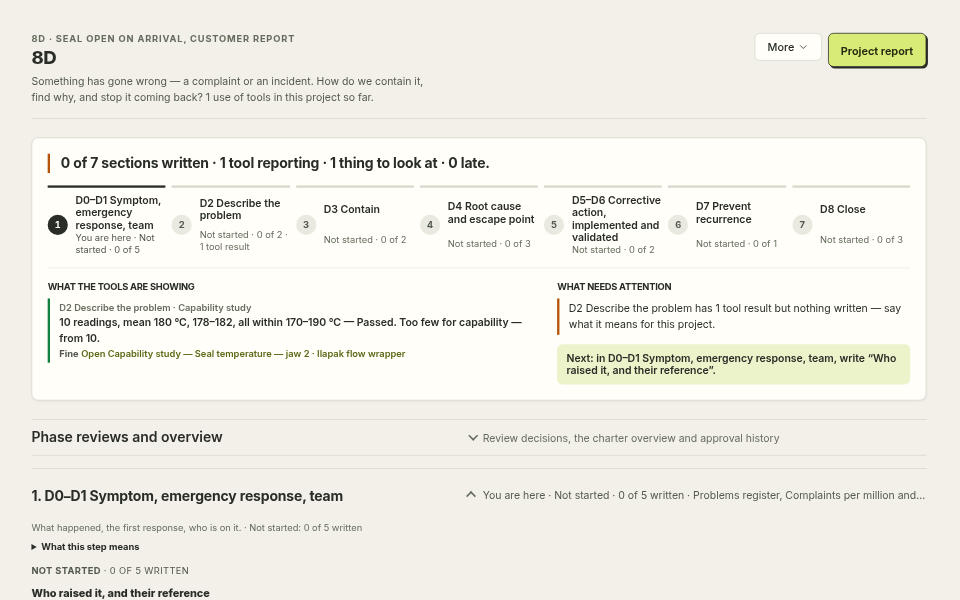 8D · SEAL OPEN ON ARRIVAL, CUSTOMER REPORT
8D
Something has gone wrong — a complaint or an incident. How do we contain it,
find why, and stop it coming back? 1 use of tools in this project so far.
More
Project report
0 of 7 sections written · 1 tool reporting · 1 thing to look at · 0 late.
1
D0–D1 Symptom,
emergency
response, team
You are here · Not
started · 0 of 5
2
D2 Describe the
problem
Not started · 0 of 2 ·
1 tool result
3
D3 Contain
Not started · 0 of 2
4
D4 Root cause
and escape point
Not started · 0 of 3
5
D5–D6 Corrective
action,
implemented and
validated
Not started · 0 of 2
6
D7 Prevent
recurrence
Not started · 0 of 1
7
D8 Close
Not started · 0 of 3
WHAT THE TOOLS ARE SHOWING
D2 Describe the problem · Capability study
10 readings, mean 180 °C, 178–182, all within 170–190 °C — Passed. Too few for capability —
from 10.
Fine Open Capability study — Seal temperature — jaw 2 · Ilapak flow wrapper
WHAT NEEDS ATTENTION
D2 Describe the problem has 1 tool result but nothing written — say
what it means for this project.
Next: in D0–D1 Symptom, emergency response, team, write “Who
raised it, and their reference”.
Phase reviews and overview
Review decisions, the charter overview and approval history
1. D0–D1 Symptom, emergency response, team
You are here · Not started · 0 of 5 written · Problems register, Complaints per million and...
What happened, the first response, who is on it. · Not started: 0 of 5 written
What this step means
NOT STARTED · 0 OF 5 WRITTEN
Who raised it, and their reference